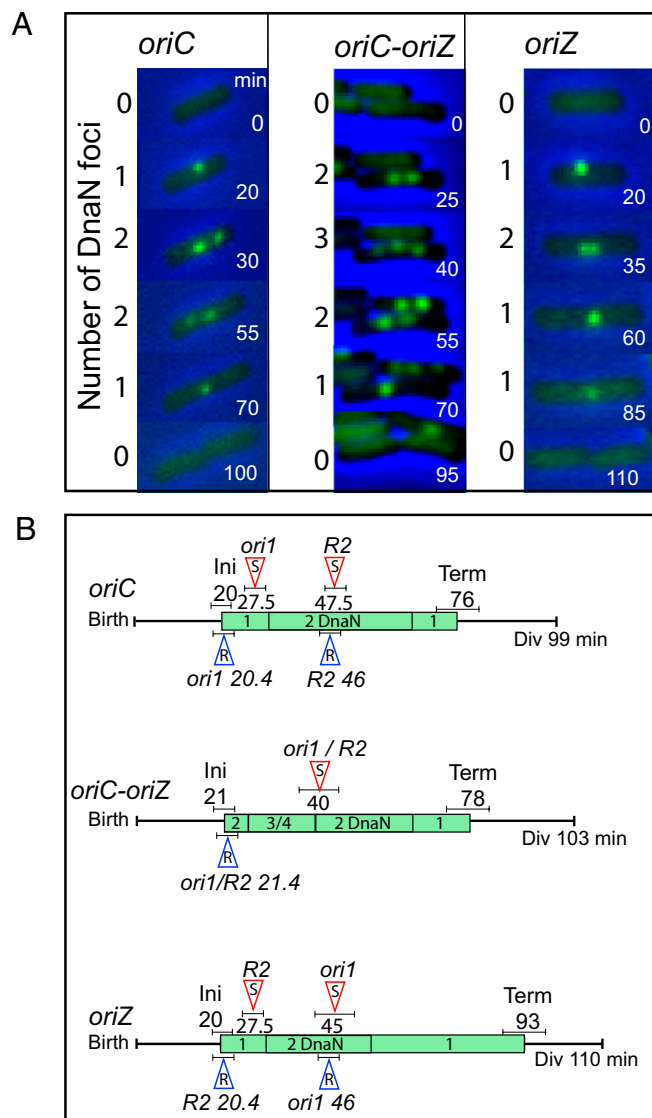 A
oriC
oriC-oriZ
oriZ
Number of DnaN foci
min
0 0
1 20
2 30
2 55
1 70
0 100
0 0
2 25
3 40
2 55
1 70
0 95
0 0
1 20
2 35
1 60
1 85
0 110
B
ori1 R2
Ini S S Term
oriC 20 27.5 47.5 76
Birth 1 2 DnaN 1
R R Div 99 min
ori1 20.4 R2 46
ori1 / R2
Ini S Term
oriC-oriZ 21 40 78
Birth 2 3/4 2 DnaN 1
R Div 103 min
ori1/R2 21.4
R2 ori1
Ini S S Term
oriZ 20 27.5 45 93
Birth 1 2 DnaN 1
R R Div 110 min
R2 20.4 ori1 46